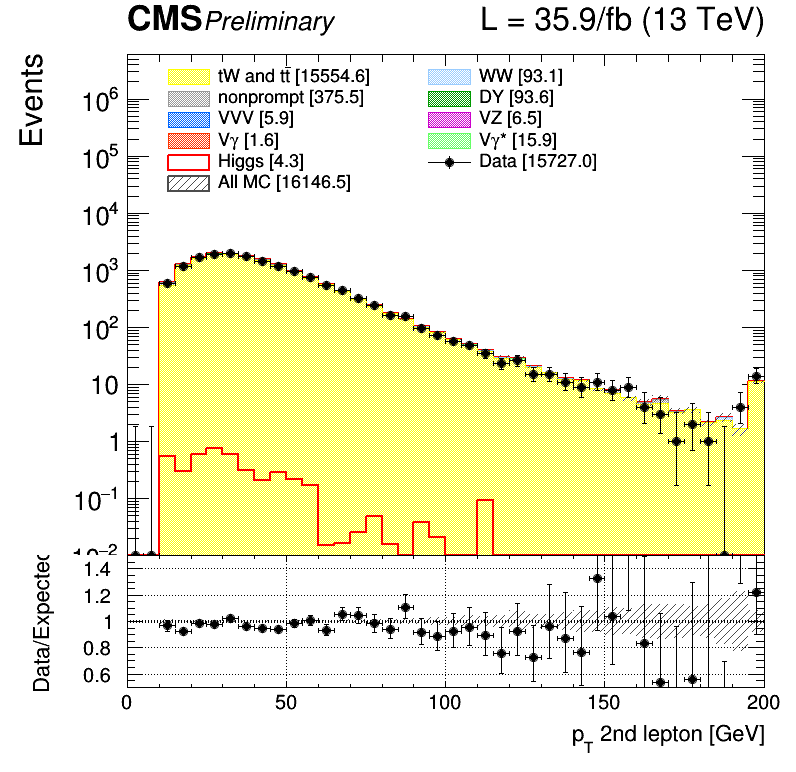 CMS Preliminary L = 35.9/fb (13 TeV)
Events
tW and tt̄ [15554.6] WW [93.1]
nonprompt [375.5] DY [93.6]
VVV [5.9] VZ [6.5]
Vγ [1.6] Vγ* [15.9]
Higgs [4.3] Data [15727.0]
All MC [16146.5]
10⁶
10⁵
10⁴
10³
10²
10
1
10⁻¹
10⁻²
Data/Expected
1.4
1.2
1
0.8
0.6
0 50 100 150 200
p_T 2nd lepton [GeV]